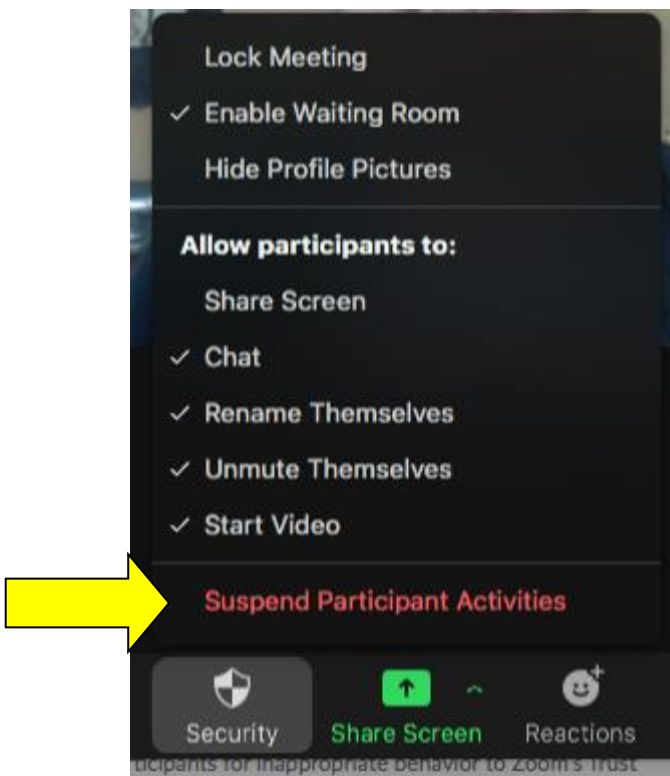 Lock Meeting
✓ Enable Waiting Room
Hide Profile Pictures
Allow participants to:
Share Screen
✓ Chat
✓ Rename Themselves
✓ Unmute Themselves
✓ Start Video
Suspend Participant Activities
Security Share Screen Reactions
ticipants for inappropriate behavior to Zoom's Trust